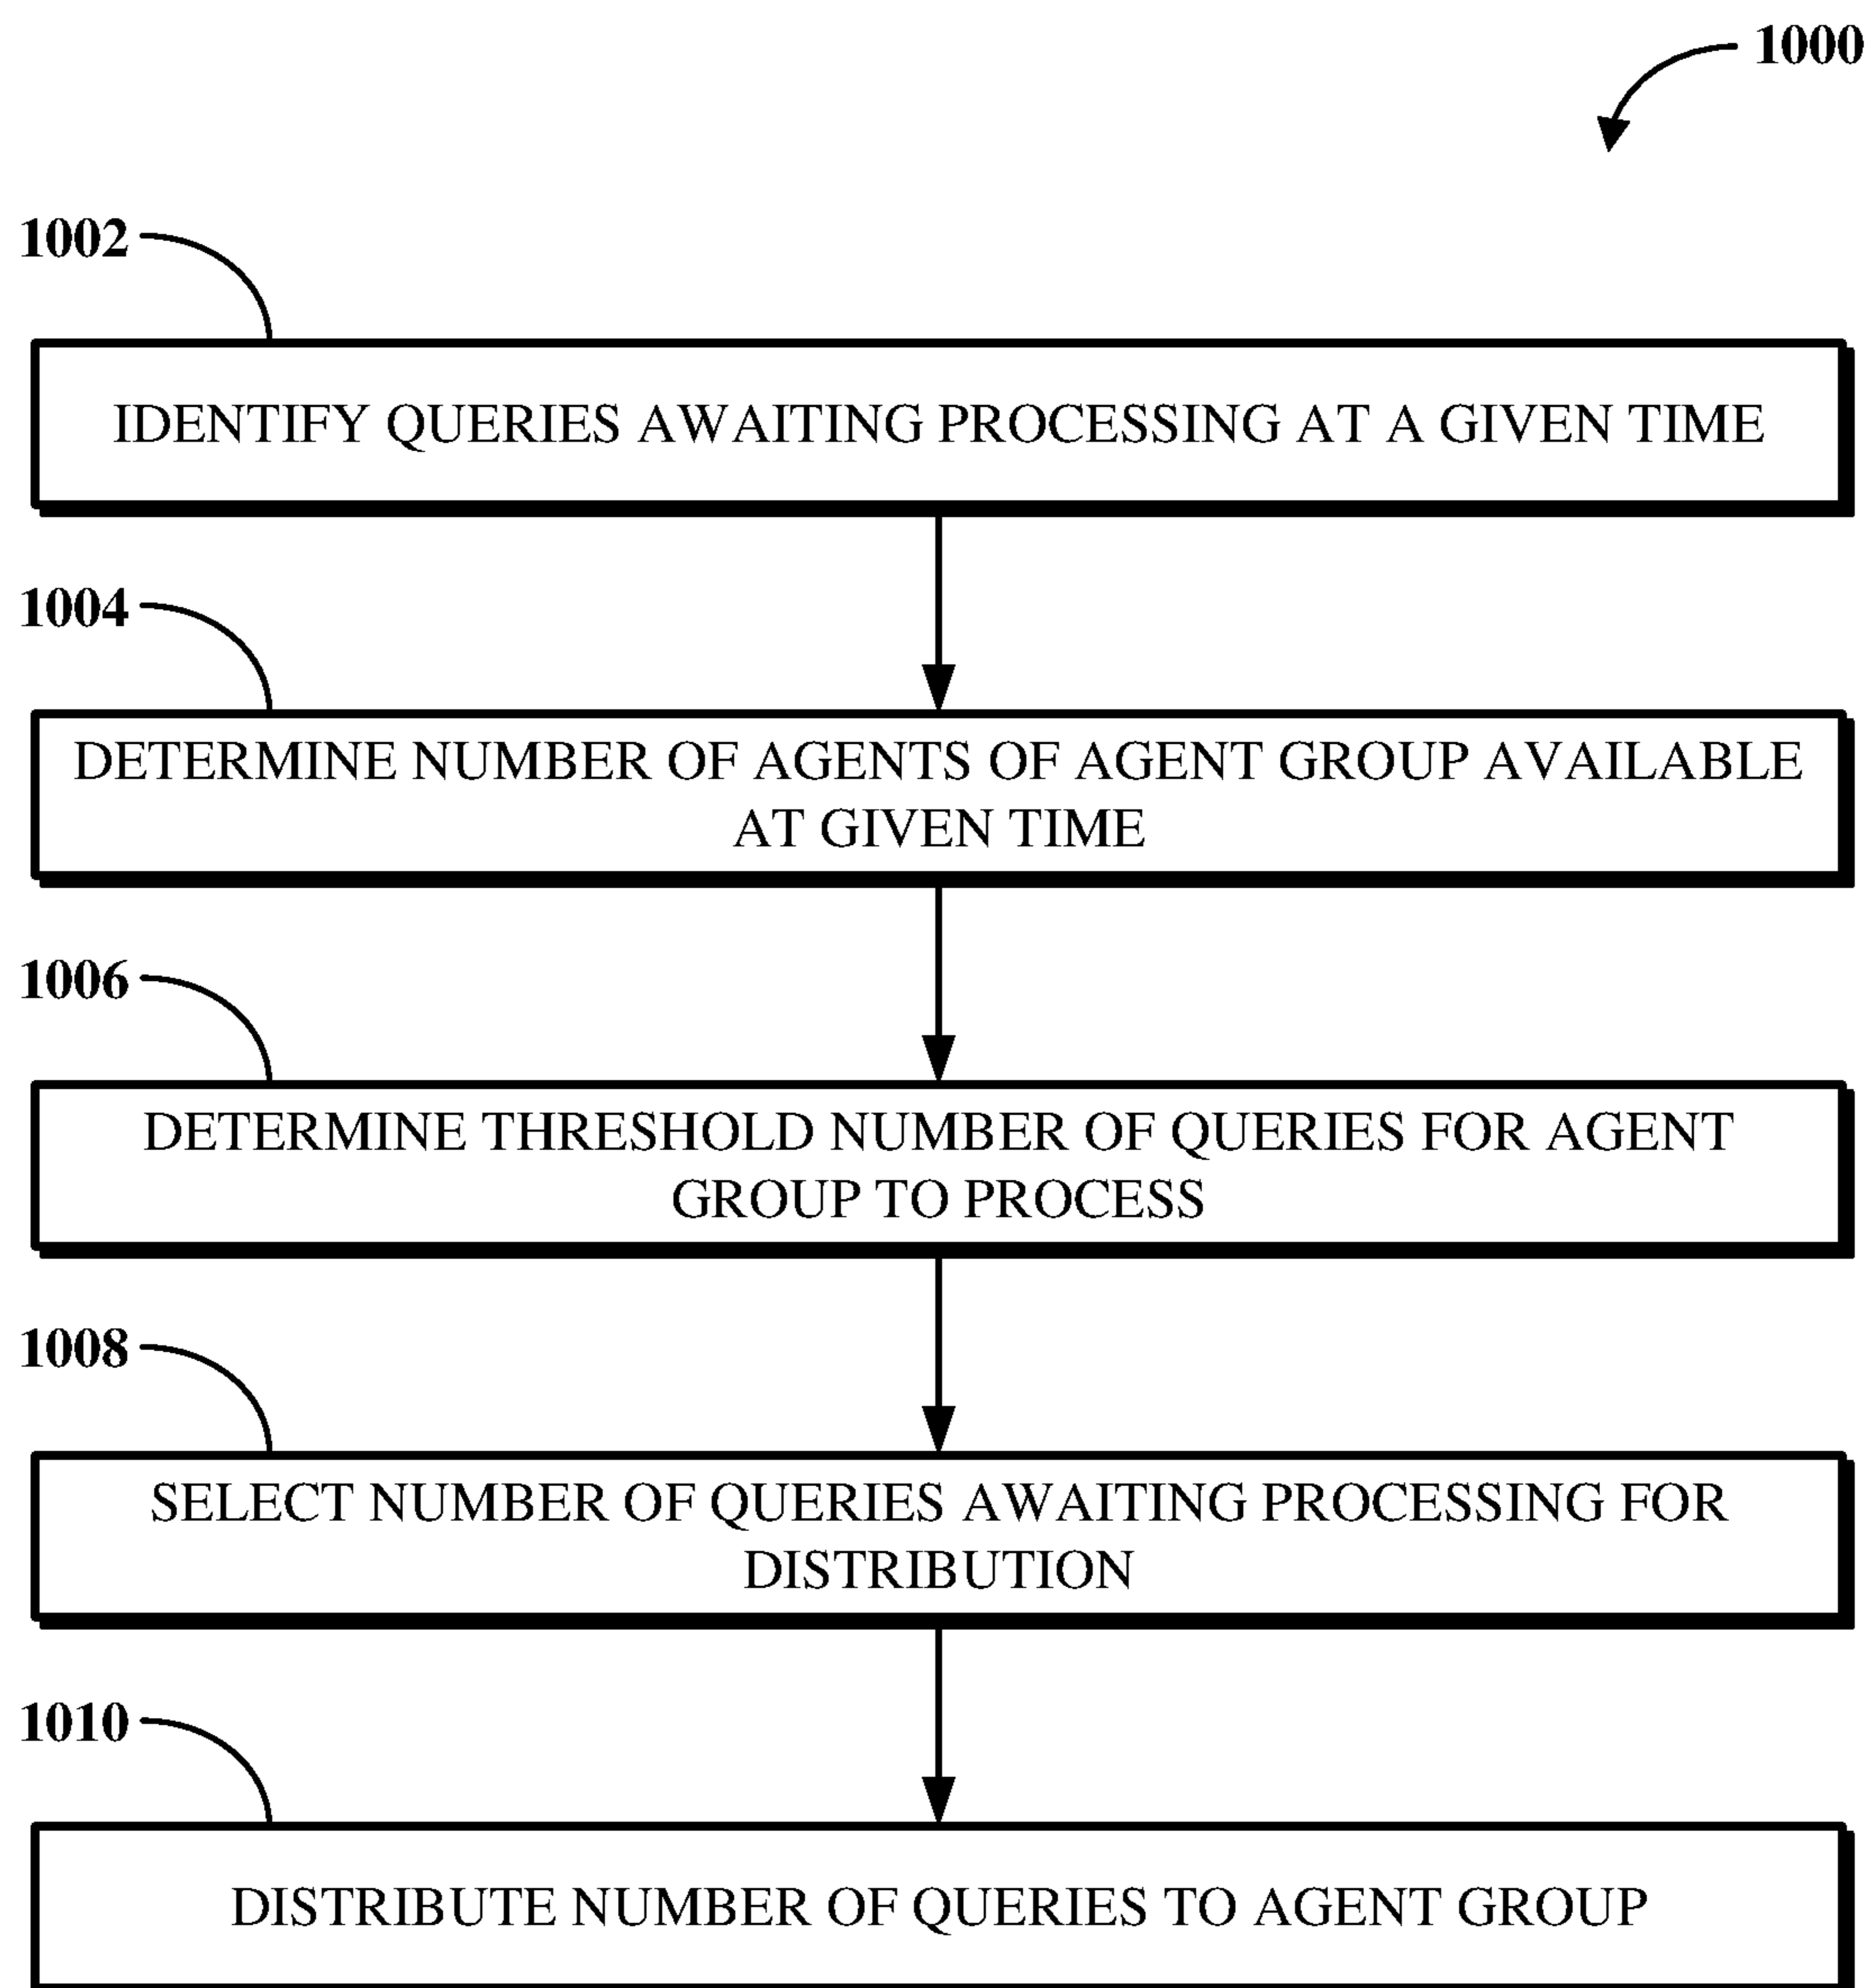 1000
1002
IDENTIFY QUERIES AWAITING PROCESSING AT A GIVEN TIME
1004
DETERMINE NUMBER OF AGENTS OF AGENT GROUP AVAILABLE
AT GIVEN TIME
1006
DETERMINE THRESHOLD NUMBER OF QUERIES FOR AGENT
GROUP TO PROCESS
1008
SELECT NUMBER OF QUERIES AWAITING PROCESSING FOR
DISTRIBUTION
1010
DISTRIBUTE NUMBER OF QUERIES TO AGENT GROUP